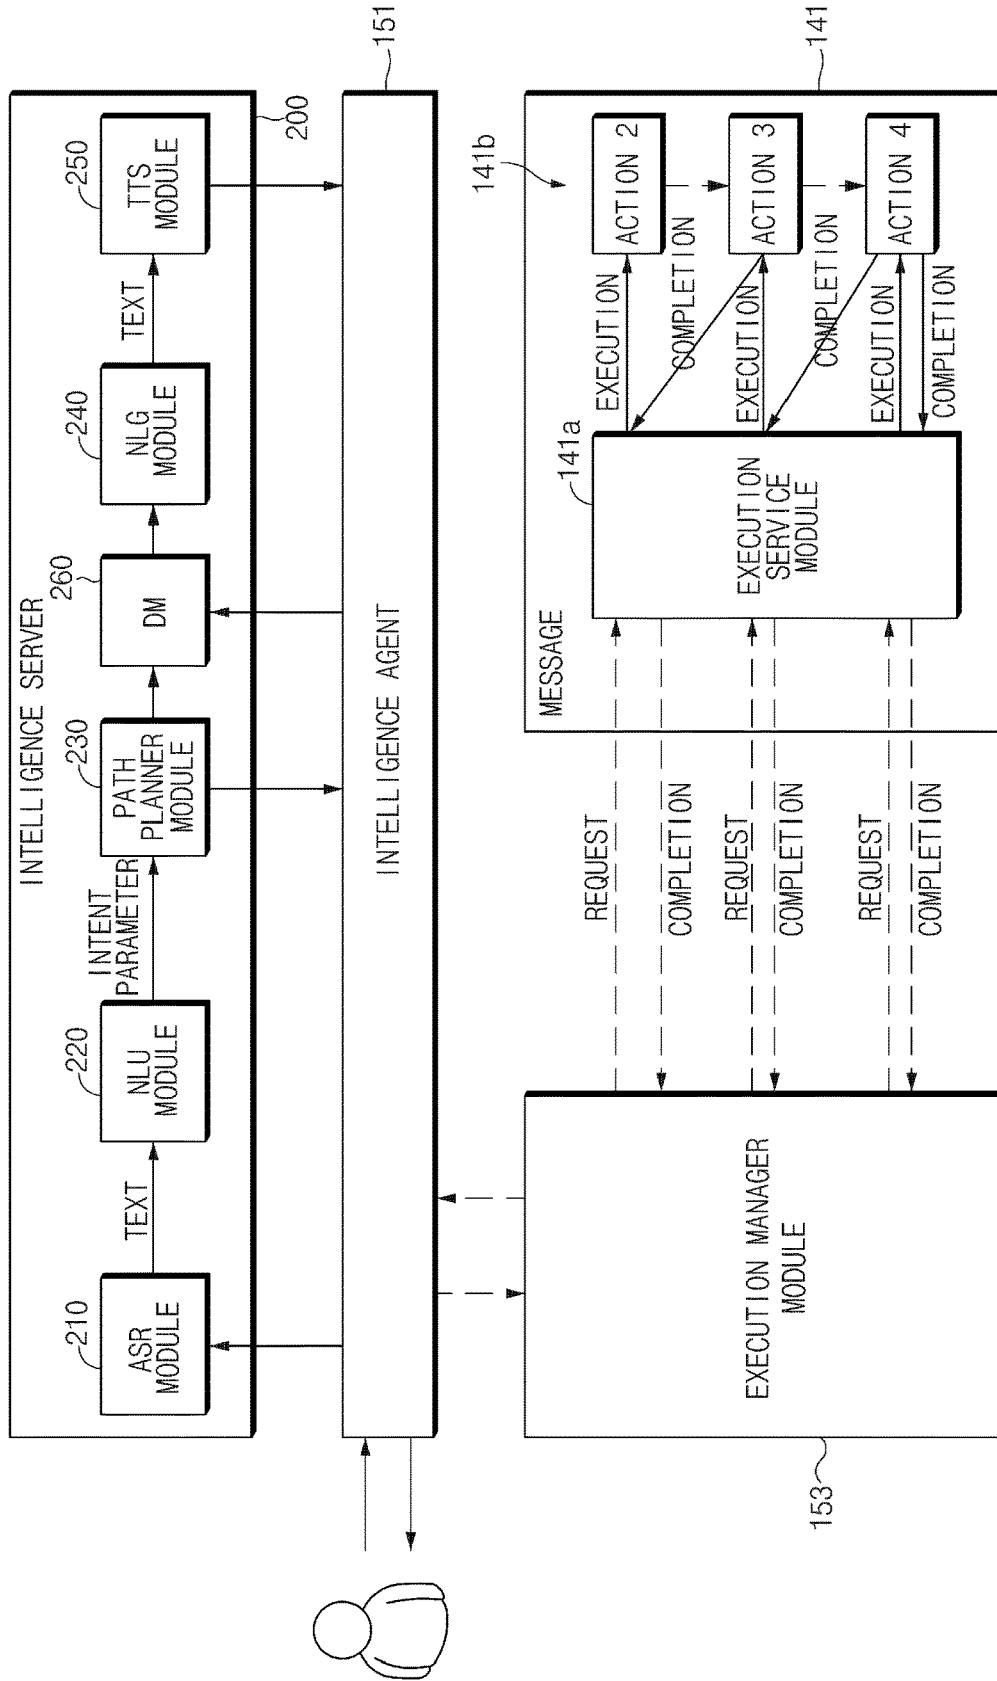 INTELLIGENCE SERVER
210
ASR
MODULE
TEXT
220
NLU
MODULE
INTENT
PARAMETER
230
PATH
PLANNER
MODULE
260
DM
240
NLG
MODULE
TEXT
250
TTS
MODULE
200
INTELLIGENCE AGENT
151
153
EXECUTION MANAGER
MODULE
REQUEST
COMPLETION
REQUEST
COMPLETION
REQUEST
COMPLETION
MESSAGE
141a
EXECUTION
SERVICE
MODULE
EXECUTION
COMPLETION
EXECUTION
COMPLETION
EXECUTION
COMPLETION
141b
ACTION 2
ACTION 3
ACTION 4
141